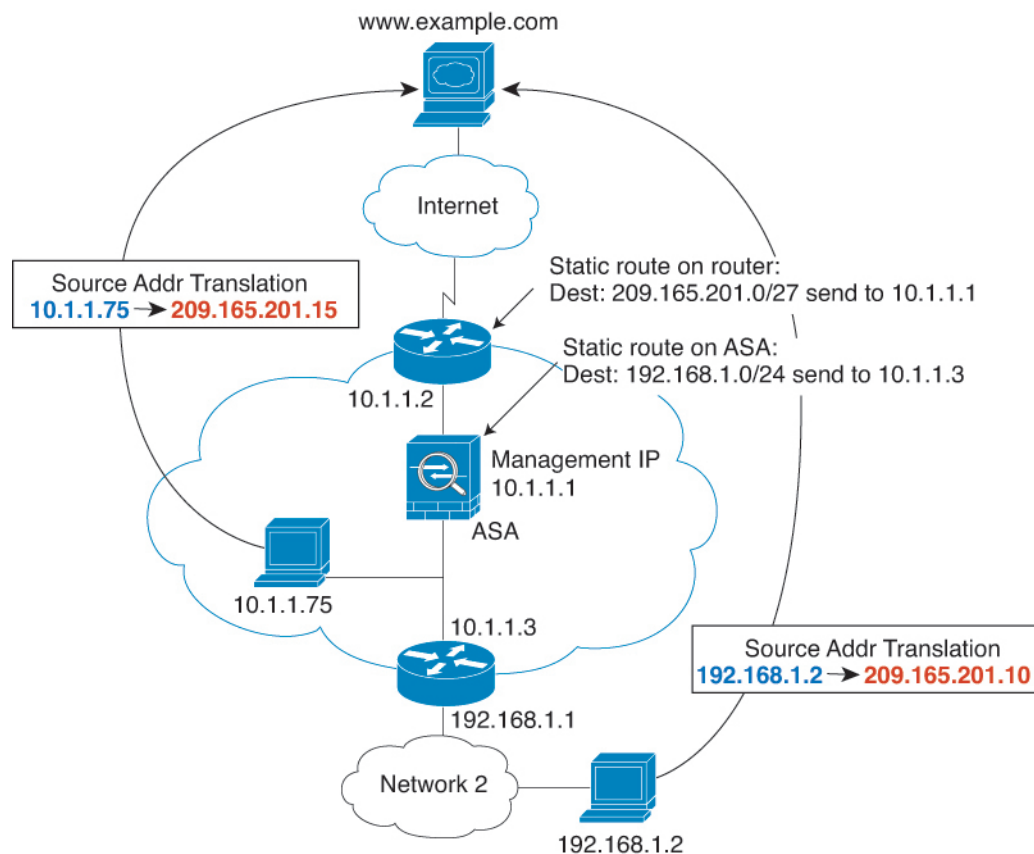 www.example.com
Internet
Source Addr Translation
10.1.1.75 → 209.165.201.15
Static route on router:
Dest: 209.165.201.0/27 send to 10.1.1.1
Static route on ASA:
Dest: 192.168.1.0/24 send to 10.1.1.3
10.1.1.2
Management IP
10.1.1.1
ASA
10.1.1.75
10.1.1.3
Source Addr Translation
192.168.1.2 → 209.165.201.10
192.168.1.1
Network 2
192.168.1.2